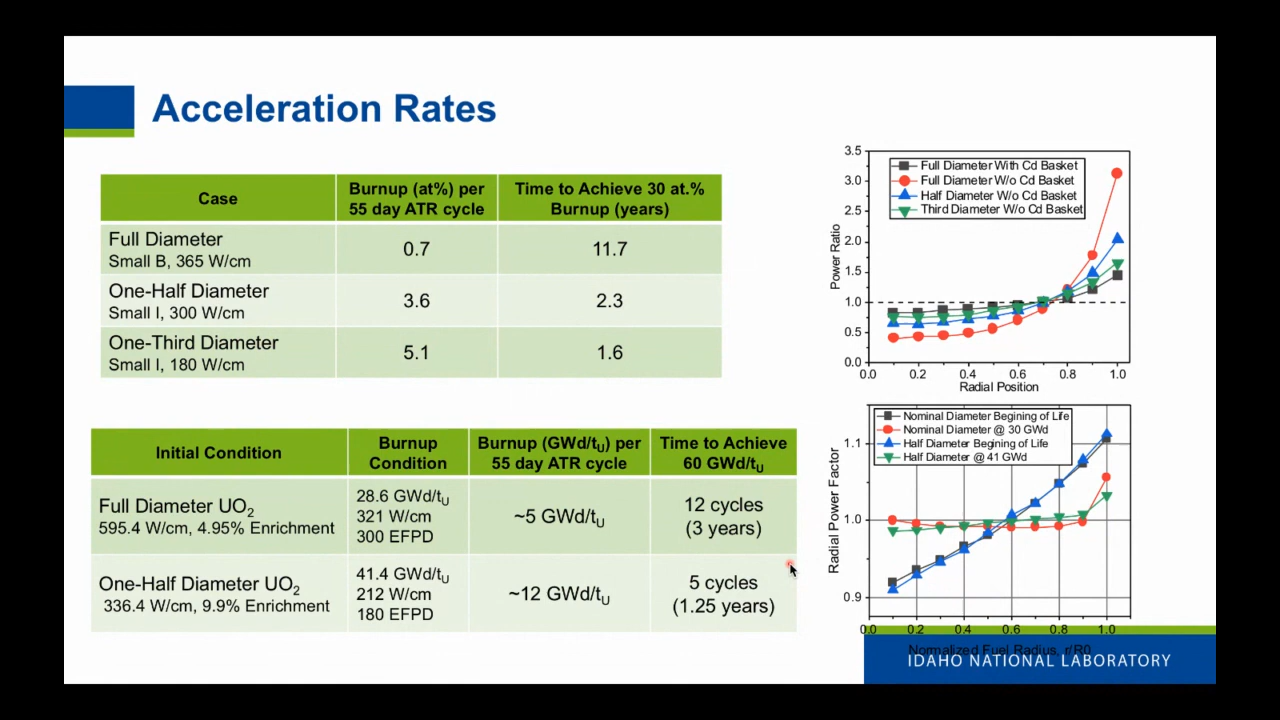 Acceleration Rates
Case
Burnup (at%) per
55 day ATR cycle
Time to Achieve 30 at.%
Burnup (years)
Full Diameter
Small B, 365 W/cm
0.7
11.7
One-Half Diameter
Small I, 300 W/cm
3.6
2.3
One-Third Diameter
Small I, 180 W/cm
5.1
1.6
Initial Condition
Burnup
Condition
Burnup (GWd/tU) per
55 day ATR cycle
Time to Achieve
60 GWd/tU
Full Diameter UO2
595.4 W/cm, 4.95% Enrichment
28.6 GWd/tU
321 W/cm
300 EFPD
~5 GWd/tU
12 cycles
(3 years)
One-Half Diameter UO2
336.4 W/cm, 9.9% Enrichment
41.4 GWd/tU
212 W/cm
180 EFPD
~12 GWd/tU
5 cycles
(1.25 years)
Full Diameter With Cd Basket
Full Diameter W/o Cd Basket
Half Diameter W/o Cd Basket
Third Diameter W/o Cd Basket
Power Ratio
3.5
3.0
2.5
2.0
1.5
1.0
0.5
0.0
0.0 0.2 0.4 0.6 0.8 1.0
Radial Position
Nominal Diameter Begining of Life
Nominal Diameter @ 30 GWd
Half Diameter Begining of Life
Half Diameter @ 41 GWd
Radial Power Factor
1.1
1.0
0.9
0.0 0.2 0.4 0.6 0.8 1.0
Normalized Fuel Radius, r/R0
IDAHO NATIONAL LABORATORY